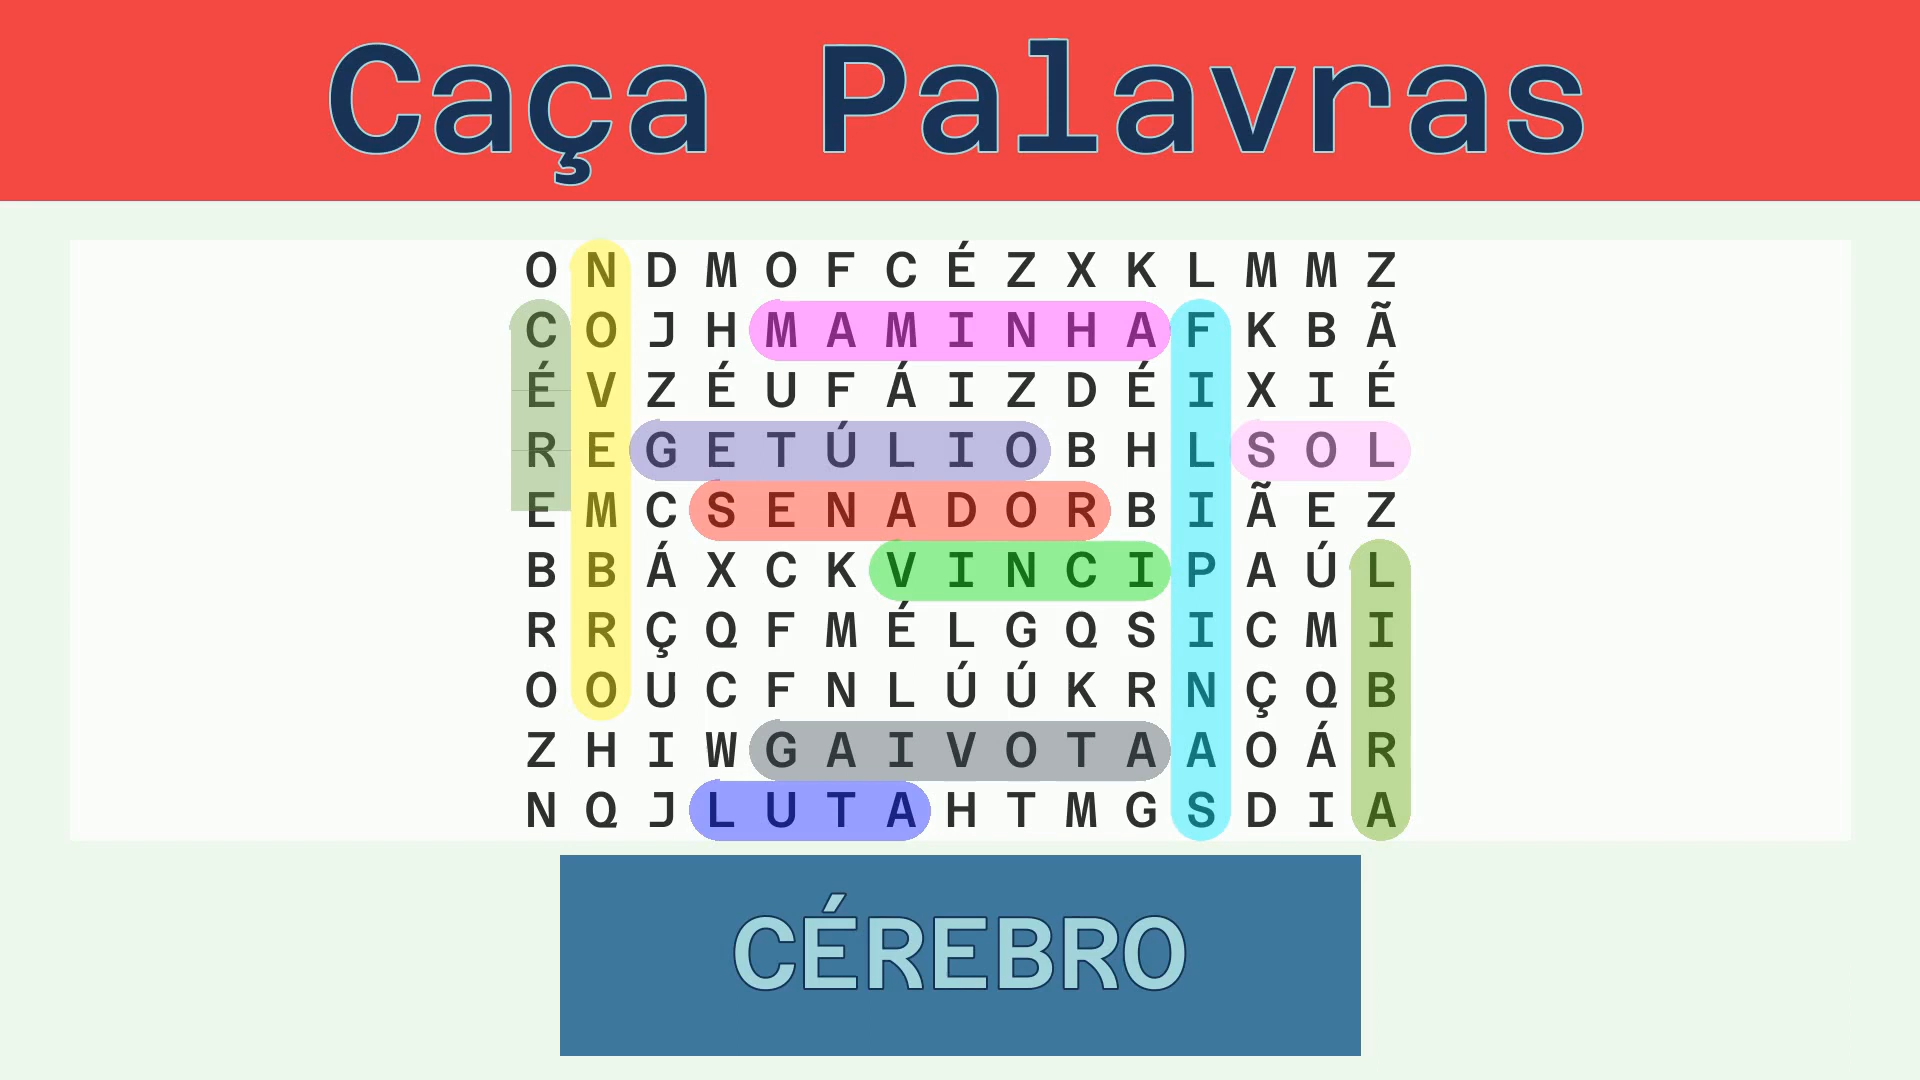 Caça Palavras
O N D M O F C É Z X K L M M Z
C O J H M A M I N H A F K B Ã
É V Z É U F Á I Z D É I X I É
R E G E T Ú L I O B H L S O L
E M C S E N A D O R B I Ã E Z
B B Á X C K V I N C I P A Ú L
R R Ç Q F M É L G Q S I C M I
O O U C F N L Ú Ú K R N Ç Q B
Z H I W G A I V O T A A O Á R
N Q J L U T A H T M G S D I A
CÉREBRO